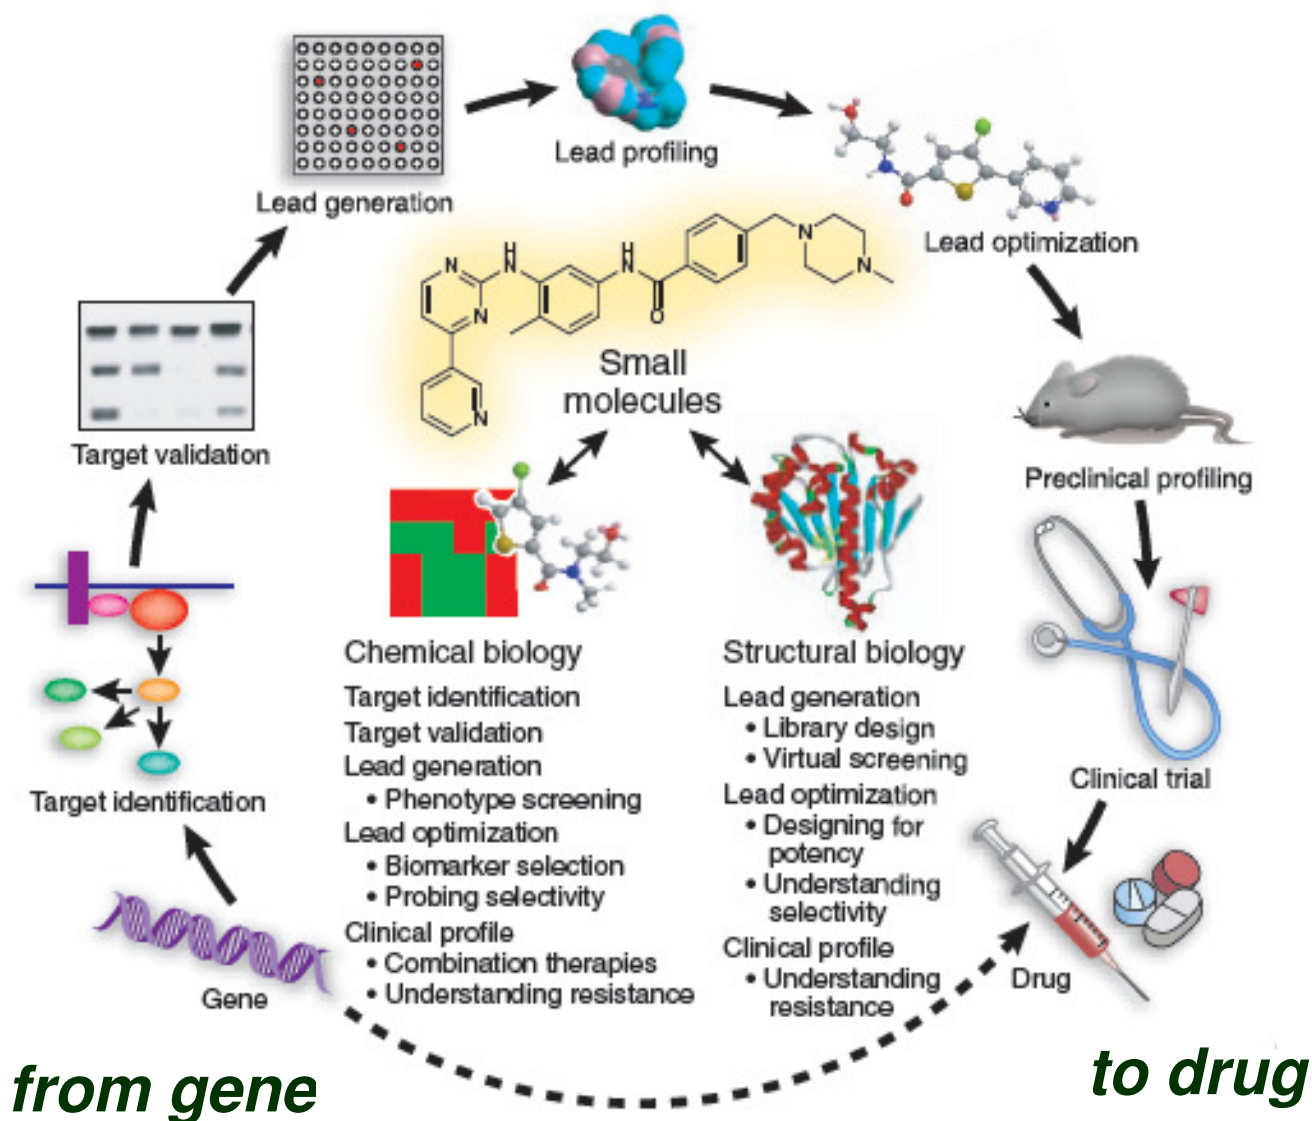 Lead generation
Lead profiling
Lead optimization
Target validation
Preclinical profiling
Target identification
Clinical trial
Gene
Drug
N
H
N
N
H
N
O
N
N
N
Small
molecules
Chemical biology
Target identification
Target validation
Lead generation
• Phenotype screening
Lead optimization
• Biomarker selection
• Probing selectivity
Clinical profile
• Combination therapies
• Understanding resistance
Structural biology
Lead generation
• Library design
• Virtual screening
Lead optimization
• Designing for
potency
• Understanding
selectivity
Clinical profile
• Understanding
resistance
from gene
to drug